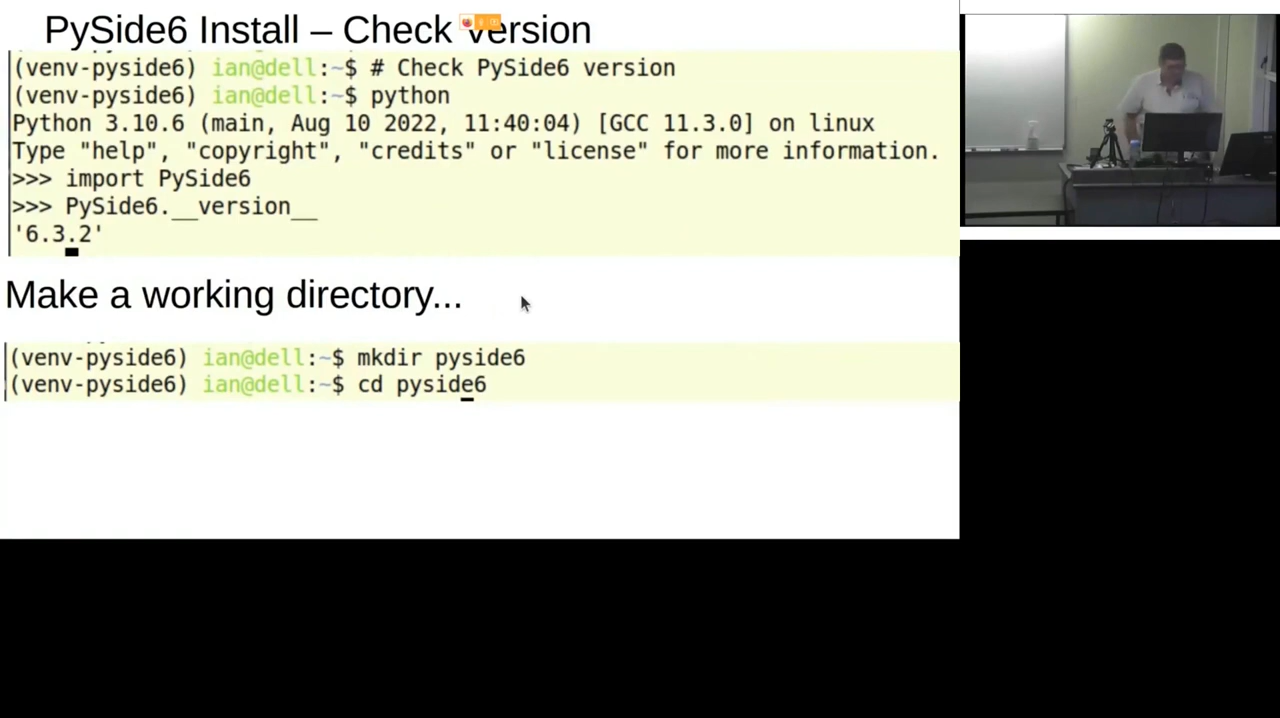 PySide6 Install – Check Version
(venv-pyside6) ian@dell:~$ # Check PySide6 version
(venv-pyside6) ian@dell:~$ python
Python 3.10.6 (main, Aug 10 2022, 11:40:04) [GCC 11.3.0] on linux
Type "help", "copyright", "credits" or "license" for more information.
>>> import PySide6
>>> PySide6.__version__
'6.3.2'
Make a working directory...
(venv-pyside6) ian@dell:~$ mkdir pyside6
(venv-pyside6) ian@dell:~$ cd pyside6